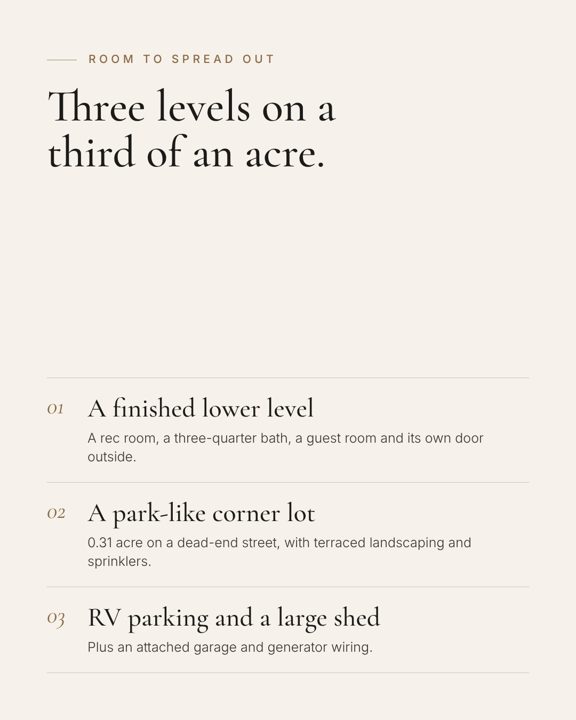 ROOM TO SPREAD OUT
Three levels on a
third of an acre.
01 A finished lower level
A rec room, a three-quarter bath, a guest room and its own door
outside.
02 A park-like corner lot
0.31 acre on a dead-end street, with terraced landscaping and
sprinklers.
03 RV parking and a large shed
Plus an attached garage and generator wiring.